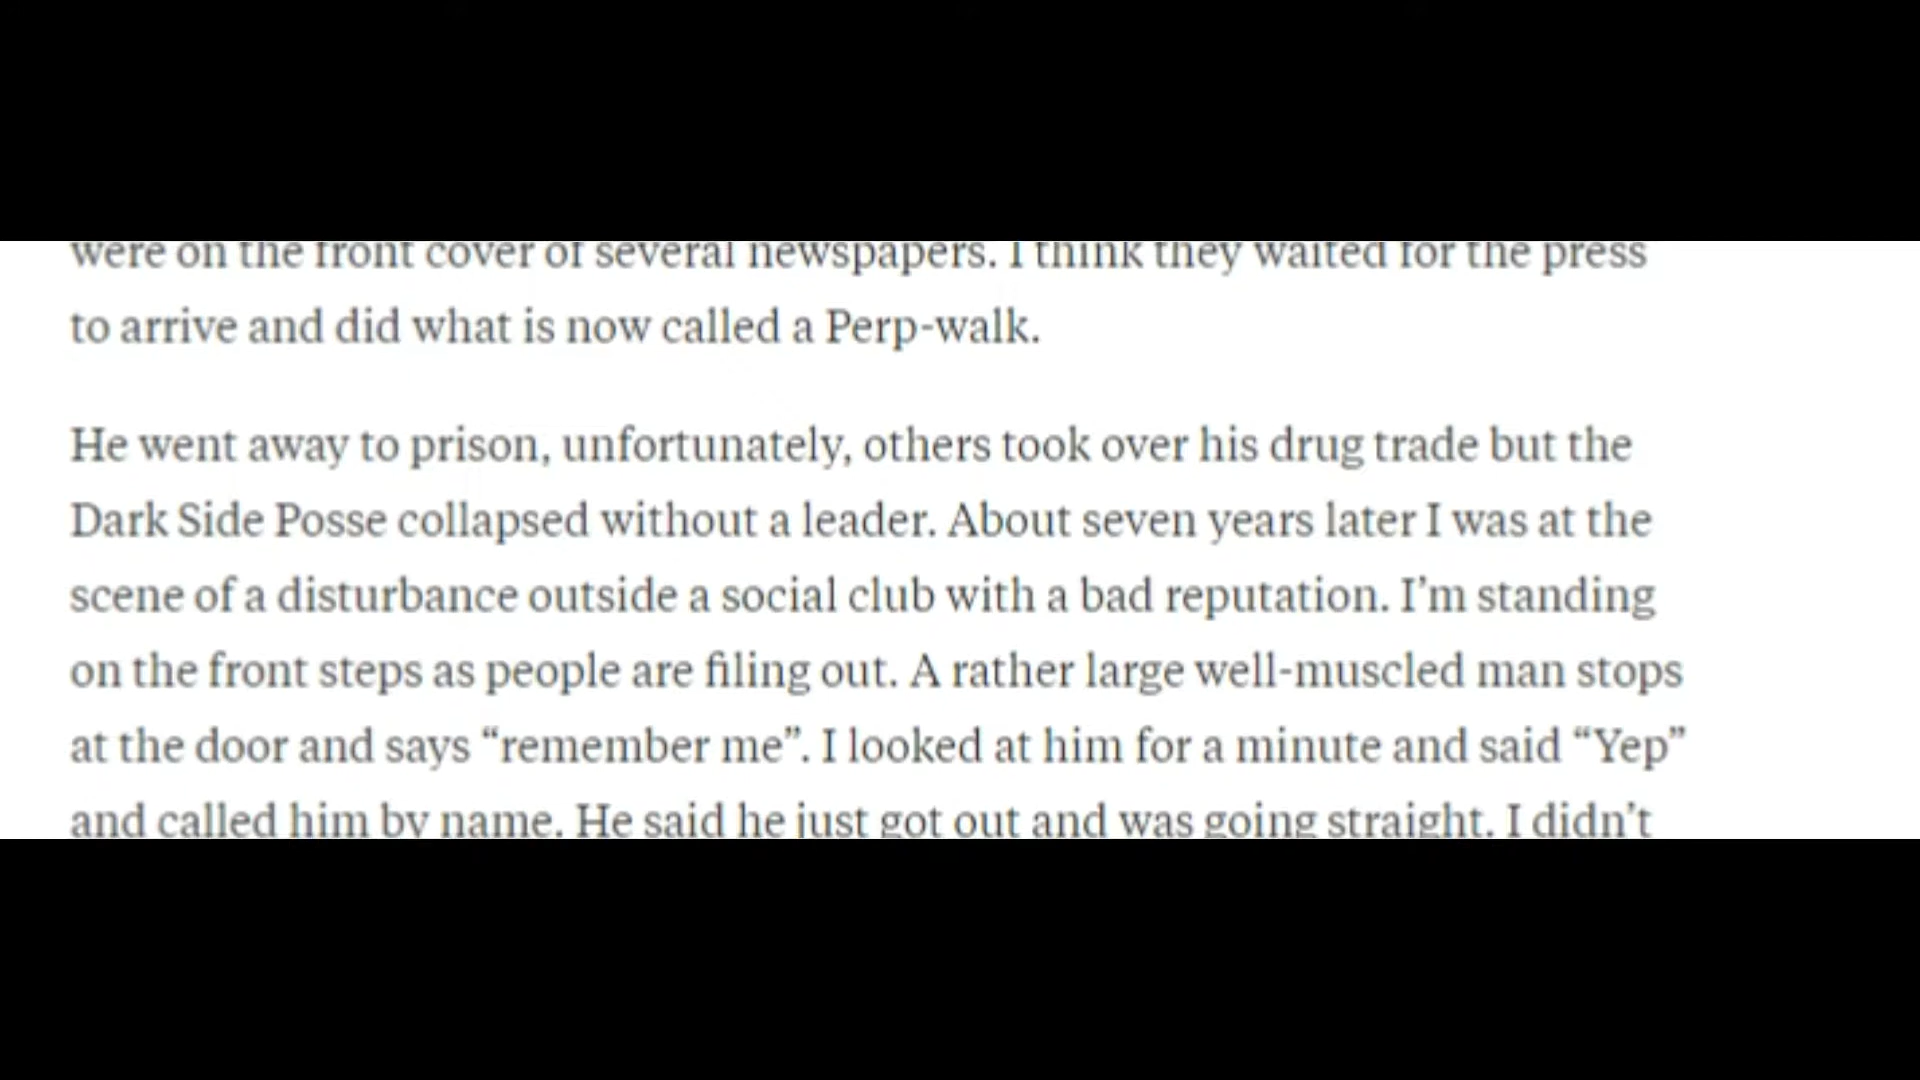 were on the front cover of several newspapers. I think they waited for the press
to arrive and did what is now called a Perp-walk.
He went away to prison, unfortunately, others took over his drug trade but the
Dark Side Posse collapsed without a leader. About seven years later I was at the
scene of a disturbance outside a social club with a bad reputation. I’m standing
on the front steps as people are filing out. A rather large well-muscled man stops
at the door and says “remember me”. I looked at him for a minute and said “Yep”
and called him by name. He said he just got out and was going straight. I didn’t